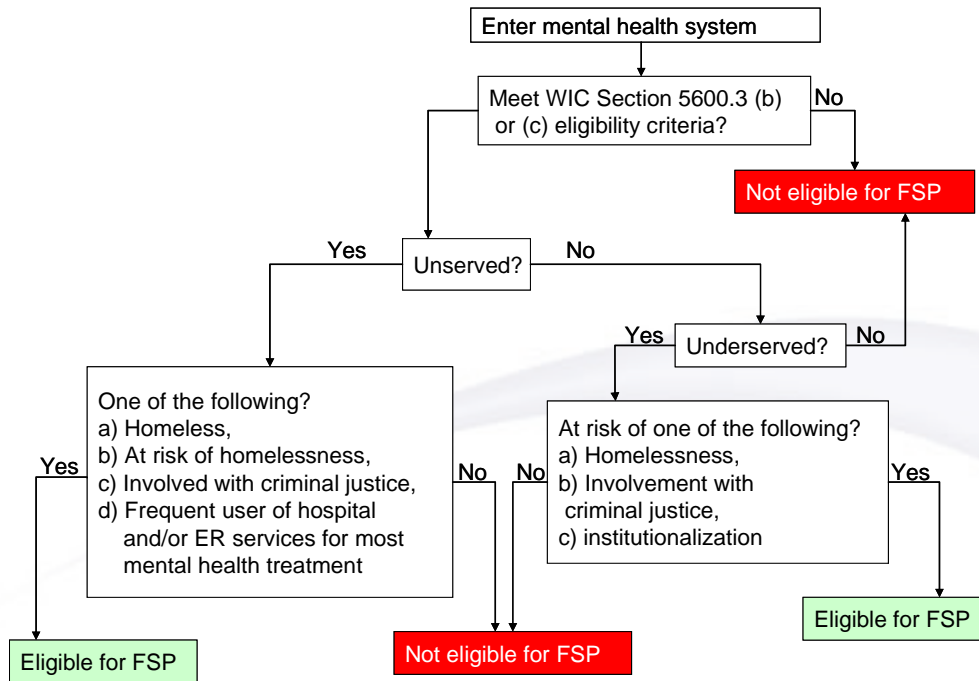 Enter mental health system
Meet WIC Section 5600.3 (b)
or (c) eligibility criteria?
No
Not eligible for FSP
Yes
Unserved?
No
Yes
Underserved?
No
One of the following?
a) Homeless,
b) At risk of homelessness,
c) Involved with criminal justice,
d) Frequent user of hospital
and/or ER services for most
mental health treatment
Yes
No
At risk of one of the following?
a) Homelessness,
b) Involvement with
criminal justice,
c) institutionalization
No
Yes
Eligible for FSP
Not eligible for FSP
Eligible for FSP